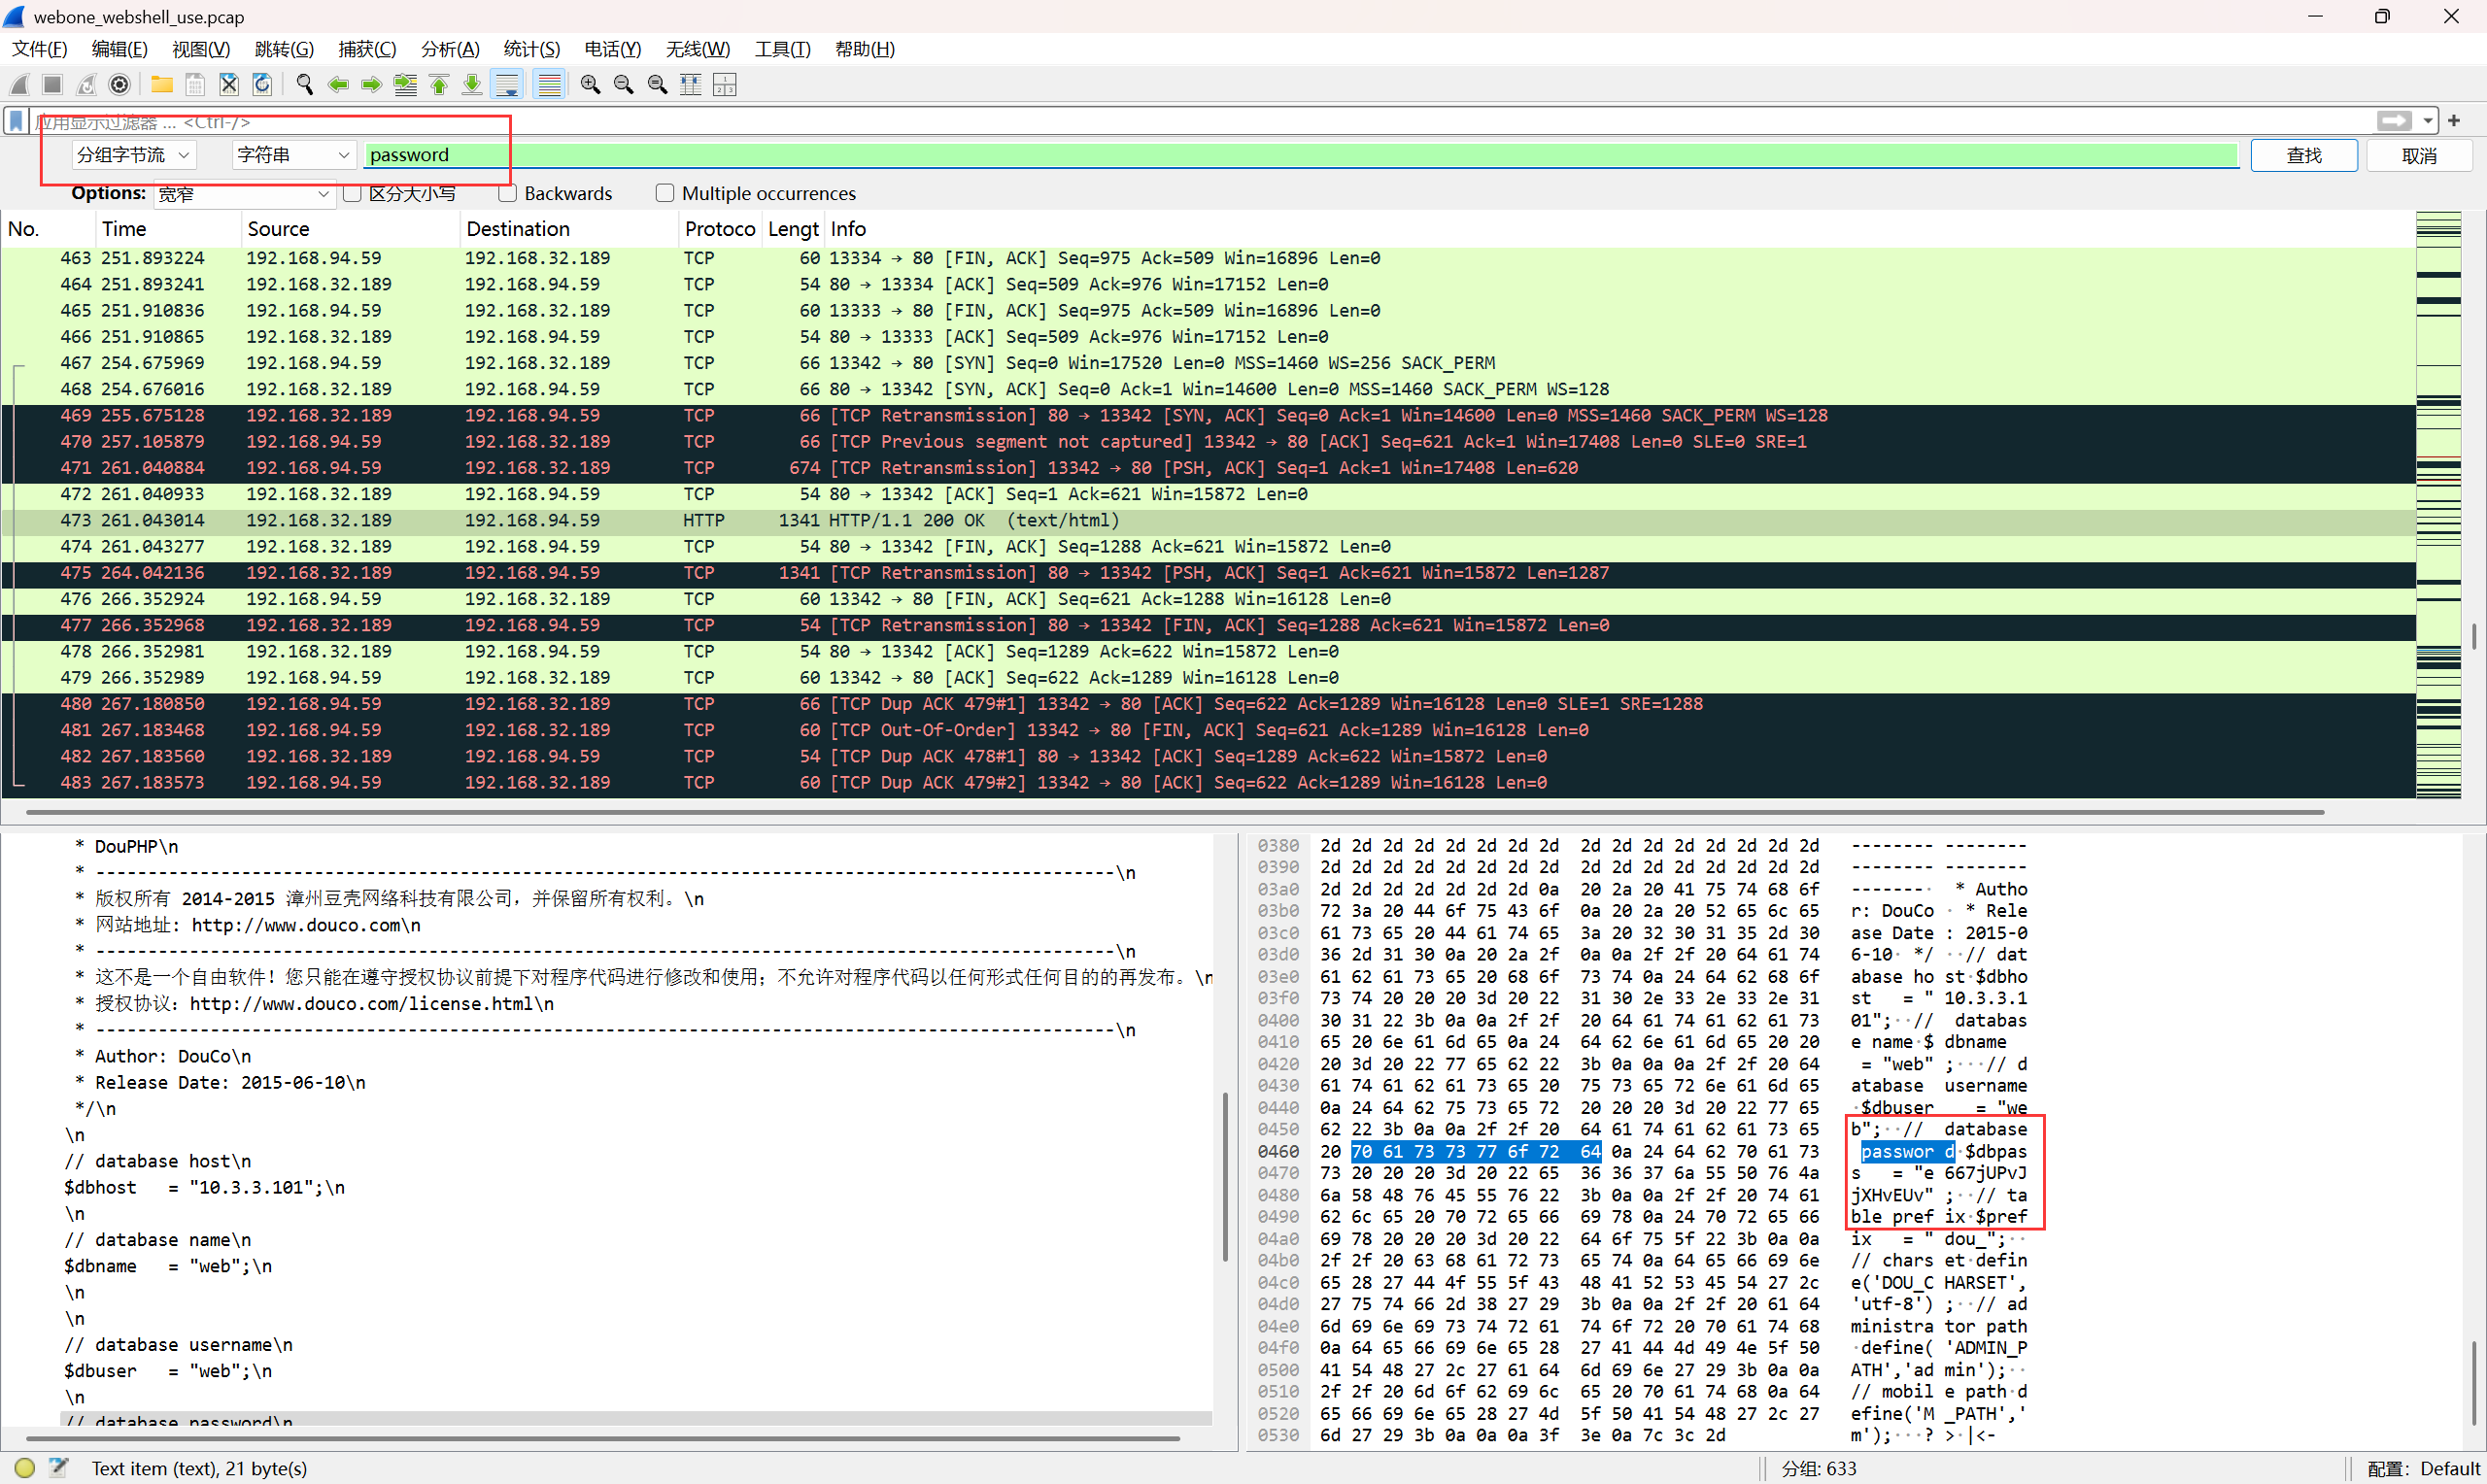 webone_webshell_use.pcap
文件(F) 编辑(E) 视图(V) 跳转(G) 捕获(C) 分析(A) 统计(S) 电话(Y) 无线(W) 工具(T) 帮助(H)
应用显示过滤器 … <Ctrl-/>
分组字节流 字符串 password 查找 取消
Options: 宽窄 区分大小写 Backwards Multiple occurrences
No. Time Source Destination Protoco Lengt Info
463 251.893224 192.168.94.59 192.168.32.189 TCP 60 13334 → 80 [FIN, ACK] Seq=975 Ack=509 Win=16896 Len=0
464 251.893241 192.168.32.189 192.168.94.59 TCP 54 80 → 13334 [ACK] Seq=509 Ack=976 Win=17152 Len=0
465 251.910836 192.168.94.59 192.168.32.189 TCP 60 13333 → 80 [FIN, ACK] Seq=975 Ack=509 Win=16896 Len=0
466 251.910865 192.168.32.189 192.168.94.59 TCP 54 80 → 13333 [ACK] Seq=509 Ack=976 Win=17152 Len=0
467 254.675969 192.168.94.59 192.168.32.189 TCP 66 13342 → 80 [SYN] Seq=0 Win=17520 Len=0 MSS=1460 WS=256 SACK_PERM
468 254.676016 192.168.32.189 192.168.94.59 TCP 66 80 → 13342 [SYN, ACK] Seq=0 Ack=1 Win=14600 Len=0 MSS=1460 SACK_PERM WS=128
469 255.675128 192.168.32.189 192.168.94.59 TCP 66 [TCP Retransmission] 80 → 13342 [SYN, ACK] Seq=0 Ack=1 Win=14600 Len=0 MSS=1460 SACK_PERM WS=128
470 257.105879 192.168.94.59 192.168.32.189 TCP 66 [TCP Previous segment not captured] 13342 → 80 [ACK] Seq=621 Ack=1 Win=17408 Len=0 SLE=0 SRE=1
471 261.040884 192.168.94.59 192.168.32.189 TCP 674 [TCP Retransmission] 13342 → 80 [PSH, ACK] Seq=1 Ack=1 Win=17408 Len=620
472 261.040933 192.168.32.189 192.168.94.59 TCP 54 80 → 13342 [ACK] Seq=1 Ack=621 Win=15872 Len=0
473 261.043014 192.168.32.189 192.168.94.59 HTTP 1341 HTTP/1.1 200 OK  (text/html)
474 261.043277 192.168.32.189 192.168.94.59 TCP 54 80 → 13342 [FIN, ACK] Seq=1288 Ack=621 Win=15872 Len=0
475 264.042136 192.168.32.189 192.168.94.59 TCP 1341 [TCP Retransmission] 80 → 13342 [PSH, ACK] Seq=1 Ack=621 Win=15872 Len=1287
476 266.352924 192.168.94.59 192.168.32.189 TCP 60 13342 → 80 [FIN, ACK] Seq=621 Ack=1288 Win=16128 Len=0
477 266.352968 192.168.32.189 192.168.94.59 TCP 54 [TCP Retransmission] 80 → 13342 [FIN, ACK] Seq=1288 Ack=621 Win=15872 Len=0
478 266.352981 192.168.32.189 192.168.94.59 TCP 54 80 → 13342 [ACK] Seq=1289 Ack=622 Win=15872 Len=0
479 266.352989 192.168.94.59 192.168.32.189 TCP 60 13342 → 80 [ACK] Seq=622 Ack=1289 Win=16128 Len=0
480 267.180850 192.168.94.59 192.168.32.189 TCP 66 [TCP Dup ACK 479#1] 13342 → 80 [ACK] Seq=622 Ack=1289 Win=16128 Len=0 SLE=1 SRE=1288
481 267.183468 192.168.94.59 192.168.32.189 TCP 60 [TCP Out-Of-Order] 13342 → 80 [FIN, ACK] Seq=621 Ack=1289 Win=16128 Len=0
482 267.183560 192.168.32.189 192.168.94.59 TCP 54 [TCP Dup ACK 478#1] 80 → 13342 [ACK] Seq=1289 Ack=622 Win=15872 Len=0
483 267.183573 192.168.94.59 192.168.32.189 TCP 60 [TCP Dup ACK 479#2] 13342 → 80 [ACK] Seq=622 Ack=1289 Win=16128 Len=0
* DouPHP\n
* ----------------------------------------------------------------------------------------------------\n
* 版权所有 2014-2015 漳州豆壳网络科技有限公司，并保留所有权利。\n
* 网站地址: http://www.douco.com\n
* ----------------------------------------------------------------------------------------------------\n
* 这不是一个自由软件！您只能在遵守授权协议前提下对程序代码进行修改和使用；不允许对程序代码以任何形式任何目的的再发布。\n
* 授权协议: http://www.douco.com/license.html\n
* ----------------------------------------------------------------------------------------------------\n
* Author: DouCo\n
* Release Date: 2015-06-10\n
*/\n
\n
// database host\n
$dbhost   = "10.3.3.101";\n
\n
// database name\n
$dbname   = "web";\n
\n
\n
// database username\n
$dbuser   = "web";\n
\n
// database password\n
0380 2d 2d 2d 2d 2d 2d 2d 2d 2d 2d 2d 2d 2d 2d 2d 2d -------- --------
0390 2d 2d 2d 2d 2d 2d 2d 2d 2d 2d 2d 2d 2d 2d 2d 2d -------- --------
03a0 2d 2d 2d 2d 2d 2d 2d 0a 20 2a 20 41 75 74 68 6f -------·  * Autho
03b0 72 3a 20 44 6f 75 43 6f 0a 20 2a 20 52 65 6c 65 r: DouCo · * Rele
03c0 61 73 65 20 44 61 74 65 3a 20 32 30 31 35 2d 30 ase Date : 2015-0
03d0 36 2d 31 30 0a 20 2a 2f 0a 0a 2f 2f 20 64 61 74 6-10· */ ··// dat
03e0 61 62 61 73 65 20 68 6f 73 74 0a 24 64 62 68 6f abase ho st·$dbho
03f0 73 74 20 20 20 3d 20 22 31 30 2e 33 2e 33 2e 31 st   = " 10.3.3.1
0400 30 31 22 3b 0a 0a 2f 2f 20 64 61 74 61 62 61 73 01";··//  databas
0410 65 20 6e 61 6d 65 0a 24 64 62 6e 61 6d 65 20 20 e name·$ dbname
0420 20 3d 20 22 77 65 62 22 3b 0a 0a 0a 2f 2f 20 64  = "web" ;···// d
0430 61 74 61 62 61 73 65 20 75 73 65 72 6e 61 6d 65 atabase  username
0440 0a 24 64 62 75 73 65 72 20 20 20 3d 20 22 77 65 ·$dbuser    = "we
0450 62 22 3b 0a 0a 2f 2f 20 64 61 74 61 62 61 73 65 b";··//  database
0460 20 70 61 73 73 77 6f 72 64 0a 24 64 62 70 61 73  passwor d·$dbpas
0470 73 20 20 20 3d 20 22 65 36 36 37 6a 55 50 76 4a s   = "e 667jUPvJ
0480 6a 58 48 76 45 55 76 22 3b 0a 0a 2f 2f 20 74 61 jXHvEUv" ;··// ta
0490 62 6c 65 20 70 72 65 66 69 78 0a 24 70 72 65 66 ble pref ix·$pref
04a0 69 78 20 20 20 3d 20 22 64 6f 75 5f 22 3b 0a 0a ix   = " dou_";··
04b0 2f 2f 20 63 68 61 72 73 65 74 0a 64 65 66 69 6e // chars et·defin
04c0 65 28 27 44 4f 55 5f 43 48 41 52 53 45 54 27 2c e('DOU_C HARSET',
04d0 27 75 74 66 2d 38 27 29 3b 0a 0a 2f 2f 20 61 64 'utf-8') ;··// ad
04e0 6d 69 6e 69 73 74 72 61 74 6f 72 20 70 61 74 68 ministra tor path
04f0 0a 64 65 66 69 6e 65 28 27 41 44 4d 49 4e 5f 50 ·define( 'ADMIN_P
0500 41 54 48 27 2c 27 61 64 6d 69 6e 27 29 3b 0a 0a ATH','ad min');··
0510 2f 2f 20 6d 6f 62 69 6c 65 20 70 61 74 68 0a 64 // mobil e path·d
0520 65 66 69 6e 65 28 27 4d 5f 50 41 54 48 27 2c 27 efine('M _PATH','
0530 6d 27 29 3b 0a 0a 0a 3f 3e 0a 7c 3c 2d m');···? >·|<-
Text item (text), 21 byte(s) 分组: 633 配置: Default